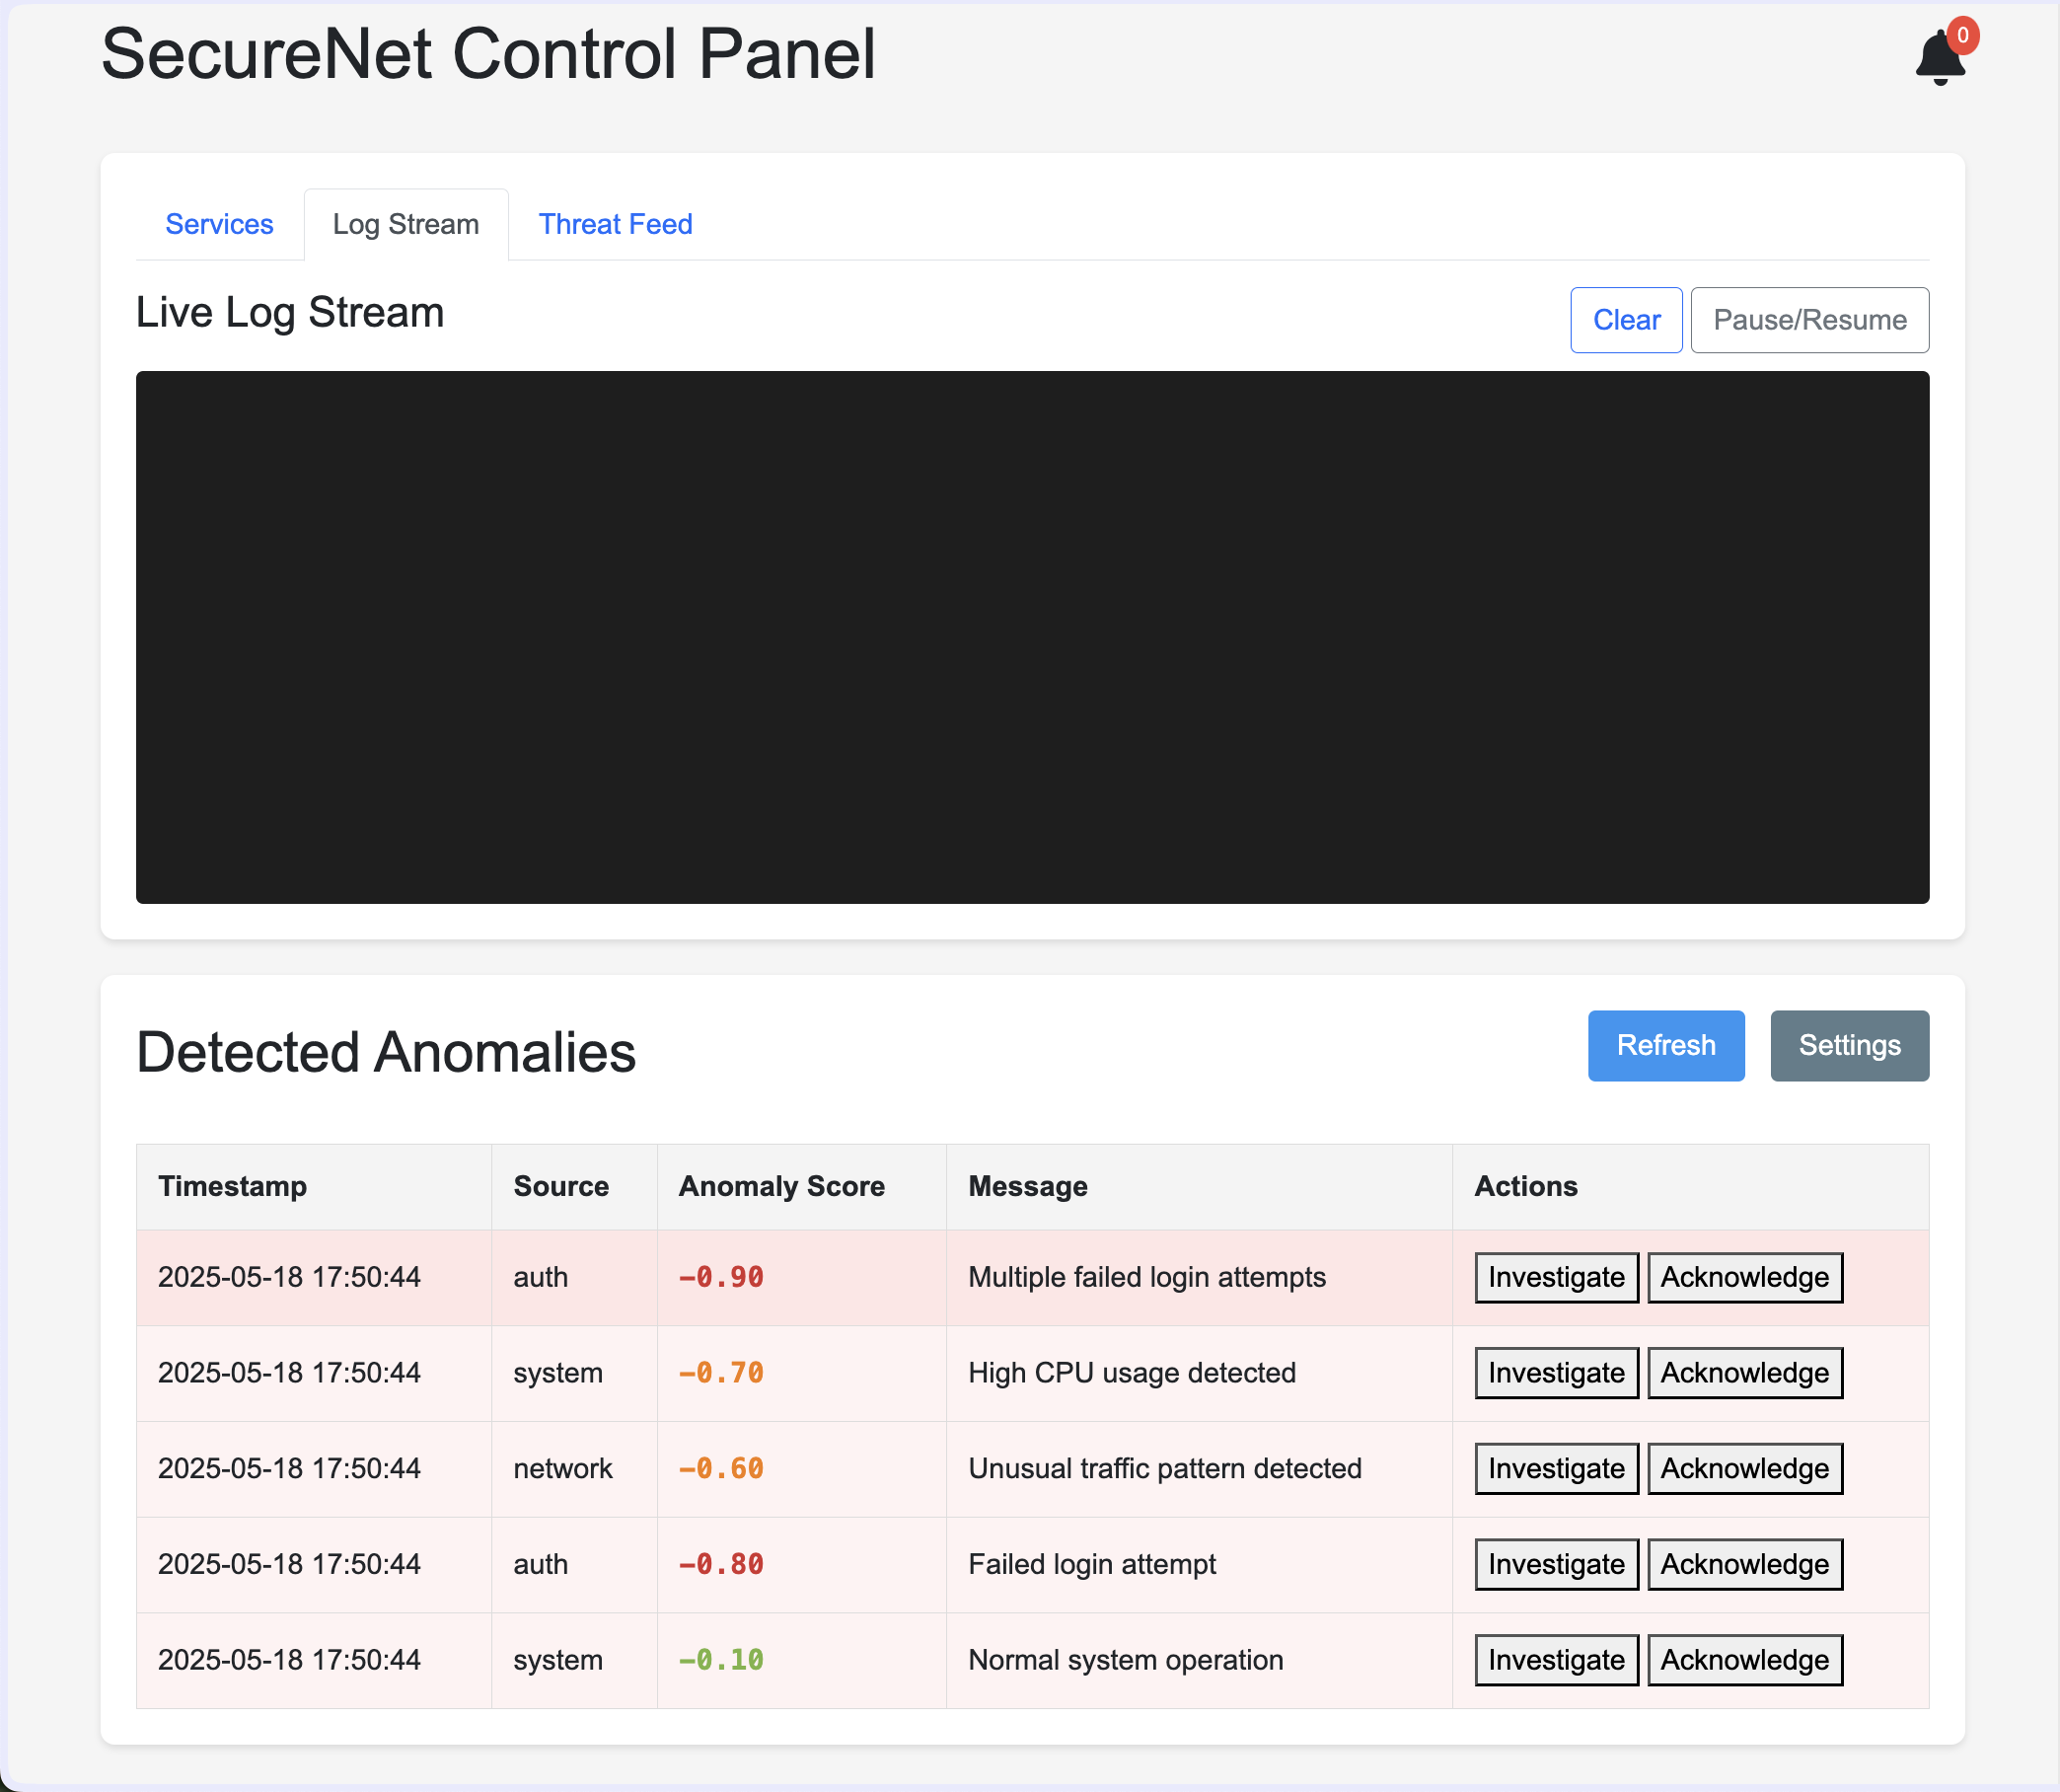 SecureNet Control Panel
0
Services Log Stream Threat Feed
Live Log Stream
Clear Pause/Resume
Detected Anomalies
Refresh Settings
Timestamp Source Anomaly Score Message Actions
2025-05-18 17:50:44 auth -0.90 Multiple failed login attempts Investigate Acknowledge
2025-05-18 17:50:44 system -0.70 High CPU usage detected Investigate Acknowledge
2025-05-18 17:50:44 network -0.60 Unusual traffic pattern detected Investigate Acknowledge
2025-05-18 17:50:44 auth -0.80 Failed login attempt Investigate Acknowledge
2025-05-18 17:50:44 system -0.10 Normal system operation Investigate Acknowledge